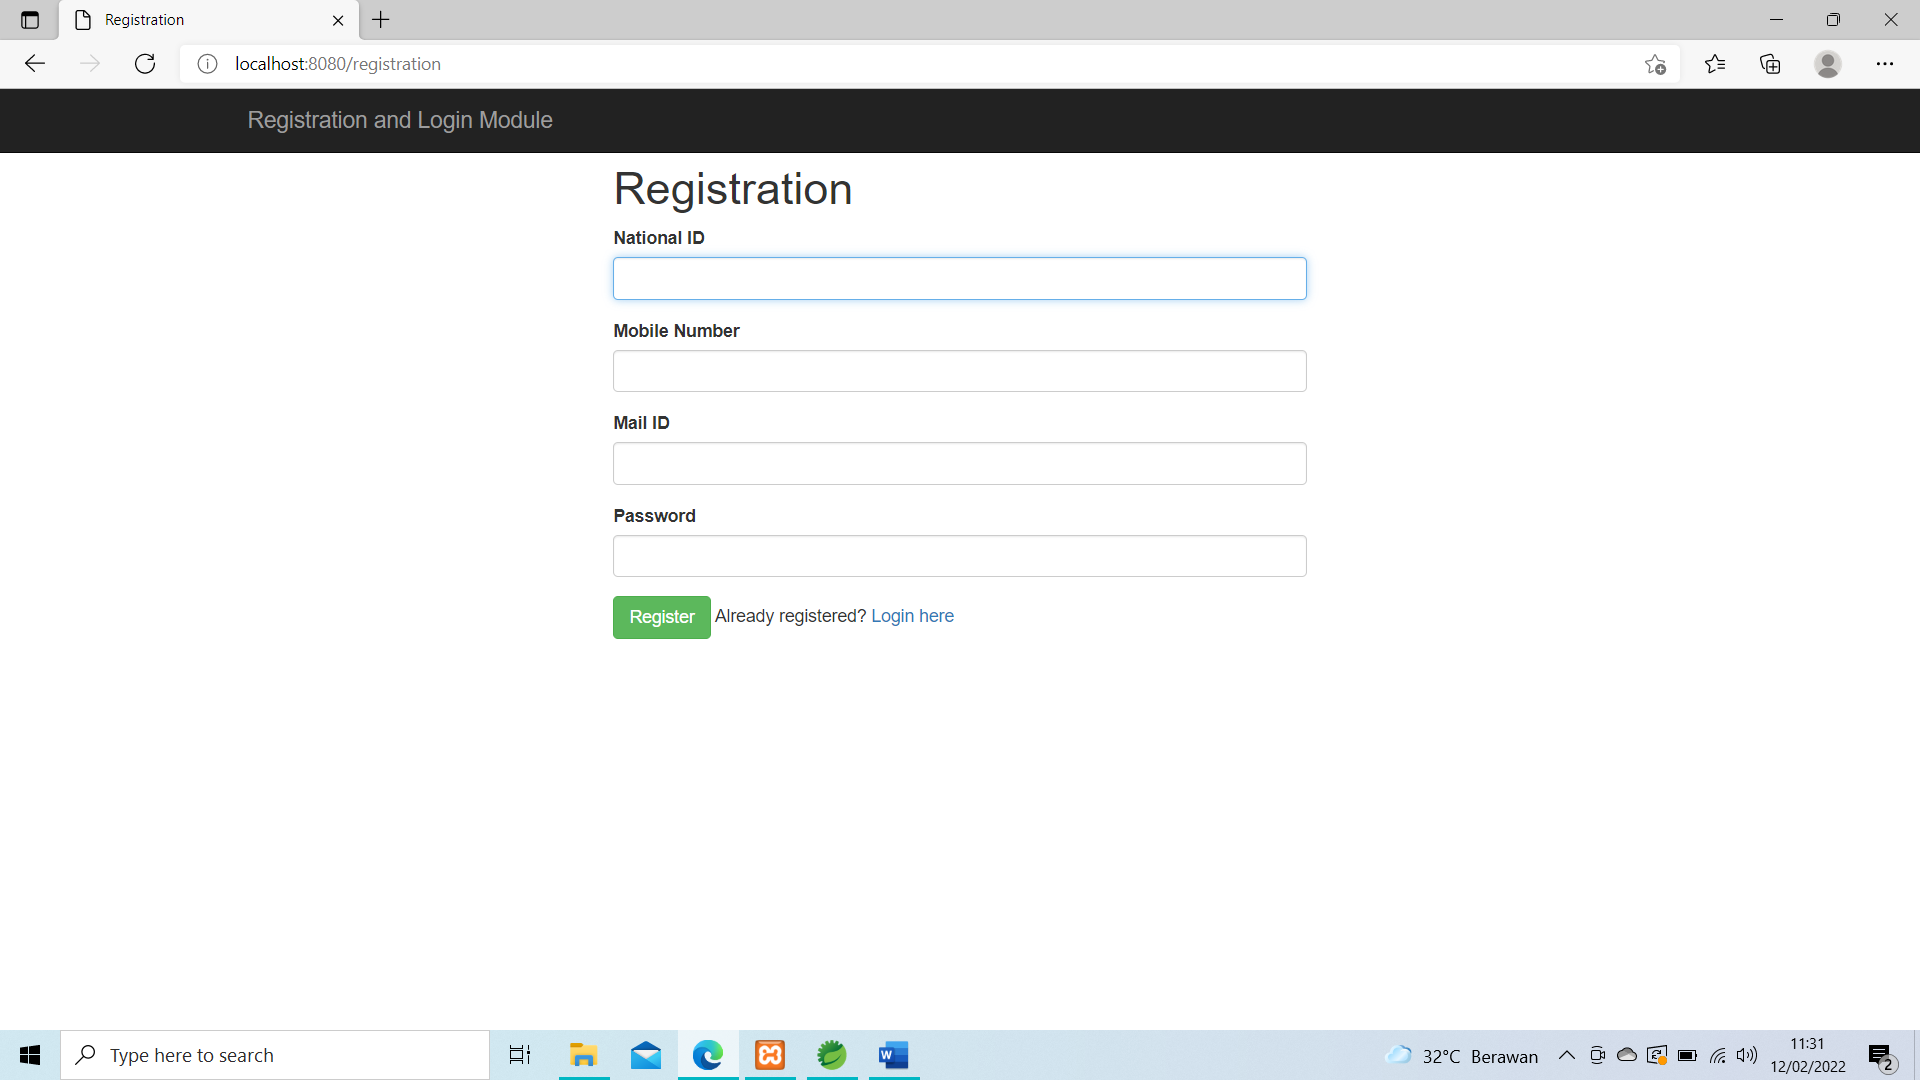 Registration
localhost:8080/registration
Registration and Login Module
Registration
National ID
Mobile Number
Mail ID
Password
Register Already registered? Login here
Type here to search
W
32°C Berawan
11:31
12/02/2022
2